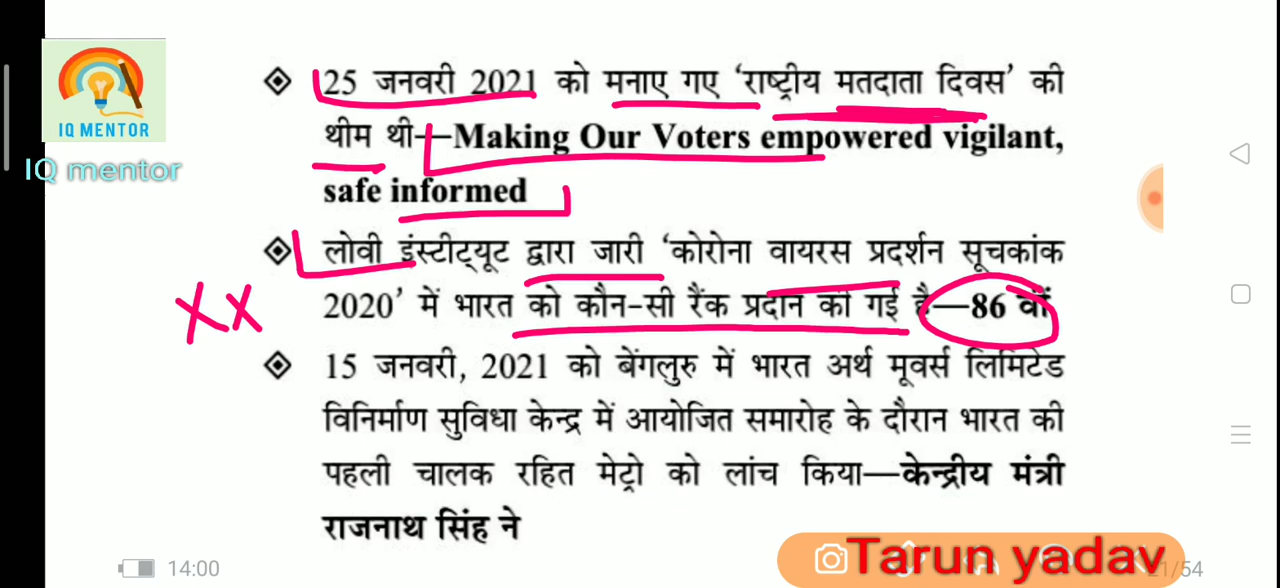 IQ MENTOR
IQ mentor
25 जनवरी 2021 को मनाए गए ‘राष्ट्रीय मतदाता दिवस’ की
थीम थी—Making Our Voters empowered vigilant,
safe informed
लोवी इंस्टीट्यूट द्वारा जारी ‘कोरोना वायरस प्रदर्शन सूचकांक
2020’ में भारत को कौन-सी रैंक प्रदान की गई है—86 वाँ
XX
15 जनवरी, 2021 को बेंगलुरु में भारत अर्थ मूवर्स लिमिटेड
विनिर्माण सुविधा केन्द्र में आयोजित समारोह के दौरान भारत की
पहली चालक रहित मेट्रो को लांच किया—केन्द्रीय मंत्री
राजनाथ सिंह ने
Tarun yadav
14:00
/54